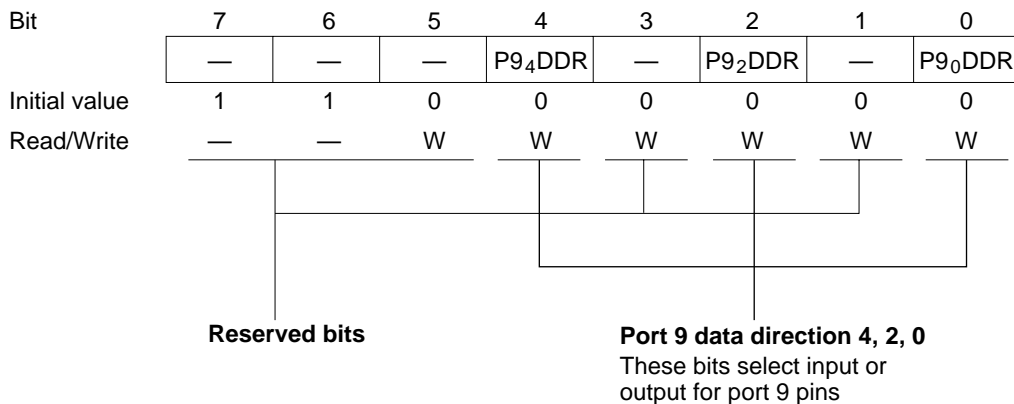 Bit 7 6 5 4 3 2 1 0
— — — P9₄DDR — P9₂DDR — P9₀DDR
Initial value 1 1 0 0 0 0 0 0
Read/Write — — W W W W W W
Reserved bits
Port 9 data direction 4, 2, 0
These bits select input or
output for port 9 pins